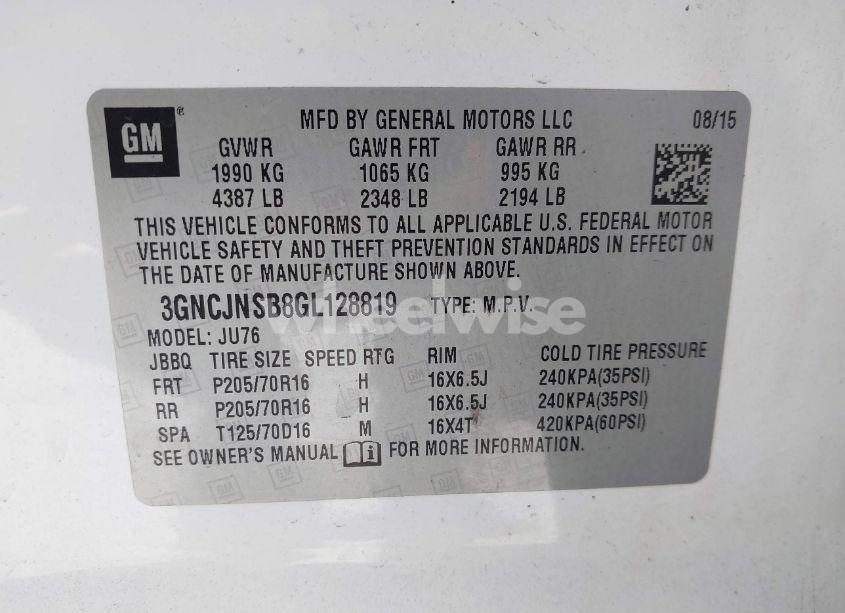 GM®
MFD BY GENERAL MOTORS LLC 08/15
GVWR GAWR FRT GAWR RR
1990 KG 1065 KG 995 KG
4387 LB 2348 LB 2194 LB
THIS VEHICLE CONFORMS TO ALL APPLICABLE U.S. FEDERAL MOTOR
VEHICLE SAFETY AND THEFT PREVENTION STANDARDS IN EFFECT ON
THE DATE OF MANUFACTURE SHOWN ABOVE.
3GNCJNSB8GL128819 TYPE: M.P.V.
wheelwise
MODEL: JU76
JBBQ TIRE SIZE SPEED RTG RIM COLD TIRE PRESSURE
FRT P205/70R16 H 16X6.5J 240KPA(35PSI)
RR P205/70R16 H 16X6.5J 240KPA(35PSI)
SPA T125/70D16 M 16X4T 420KPA(60PSI)
SEE OWNER'S MANUAL FOR MORE INFORMATION.